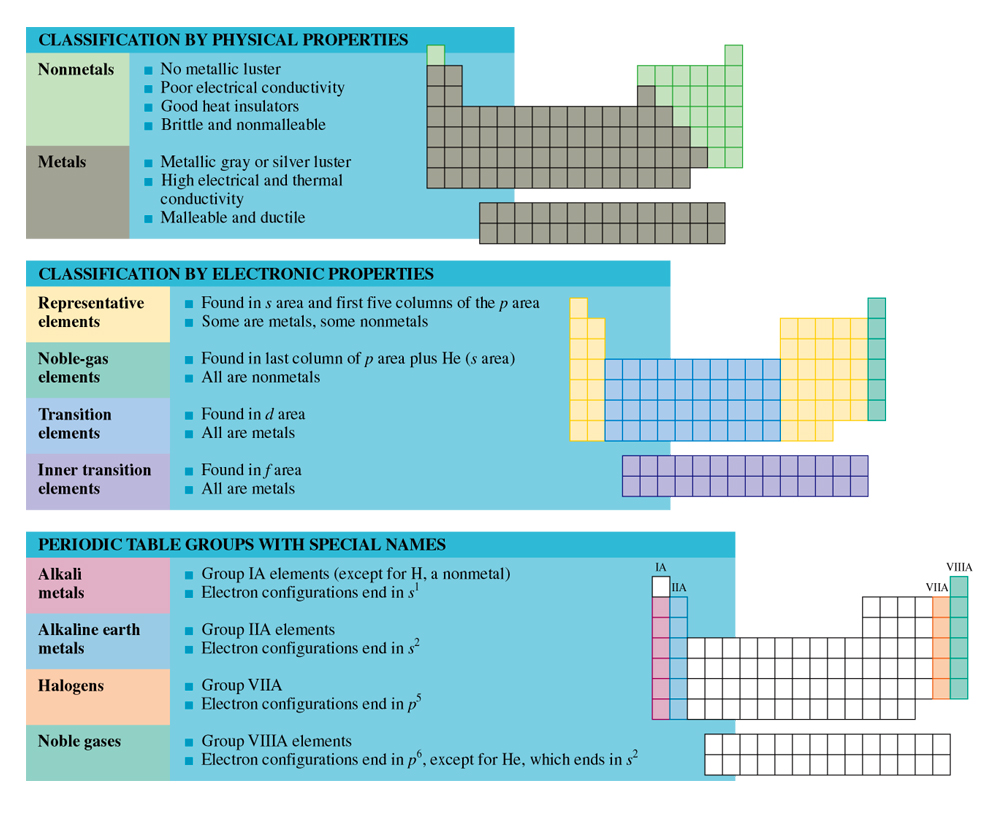 CLASSIFICATION BY PHYSICAL PROPERTIES
Nonmetals
No metallic luster
Poor electrical conductivity
Good heat insulators
Brittle and nonmalleable
Metals
Metallic gray or silver luster
High electrical and thermal
conductivity
Malleable and ductile
CLASSIFICATION BY ELECTRONIC PROPERTIES
Representative
elements
Found in s area and first five columns of the p area
Some are metals, some nonmetals
Noble-gas
elements
Found in last column of p area plus He (s area)
All are nonmetals
Transition
elements
Found in d area
All are metals
Inner transition
elements
Found in f area
All are metals
PERIODIC TABLE GROUPS WITH SPECIAL NAMES
Alkali
metals
Group IA elements (except for H, a nonmetal)
Electron configurations end in s¹
Alkaline earth
metals
Group IIA elements
Electron configurations end in s²
Halogens
Group VIIA
Electron configurations end in p⁵
Noble gases
Group VIIIA elements
Electron configurations end in p⁶, except for He, which ends in s²
IA
IIA
VIIA
VIIIA